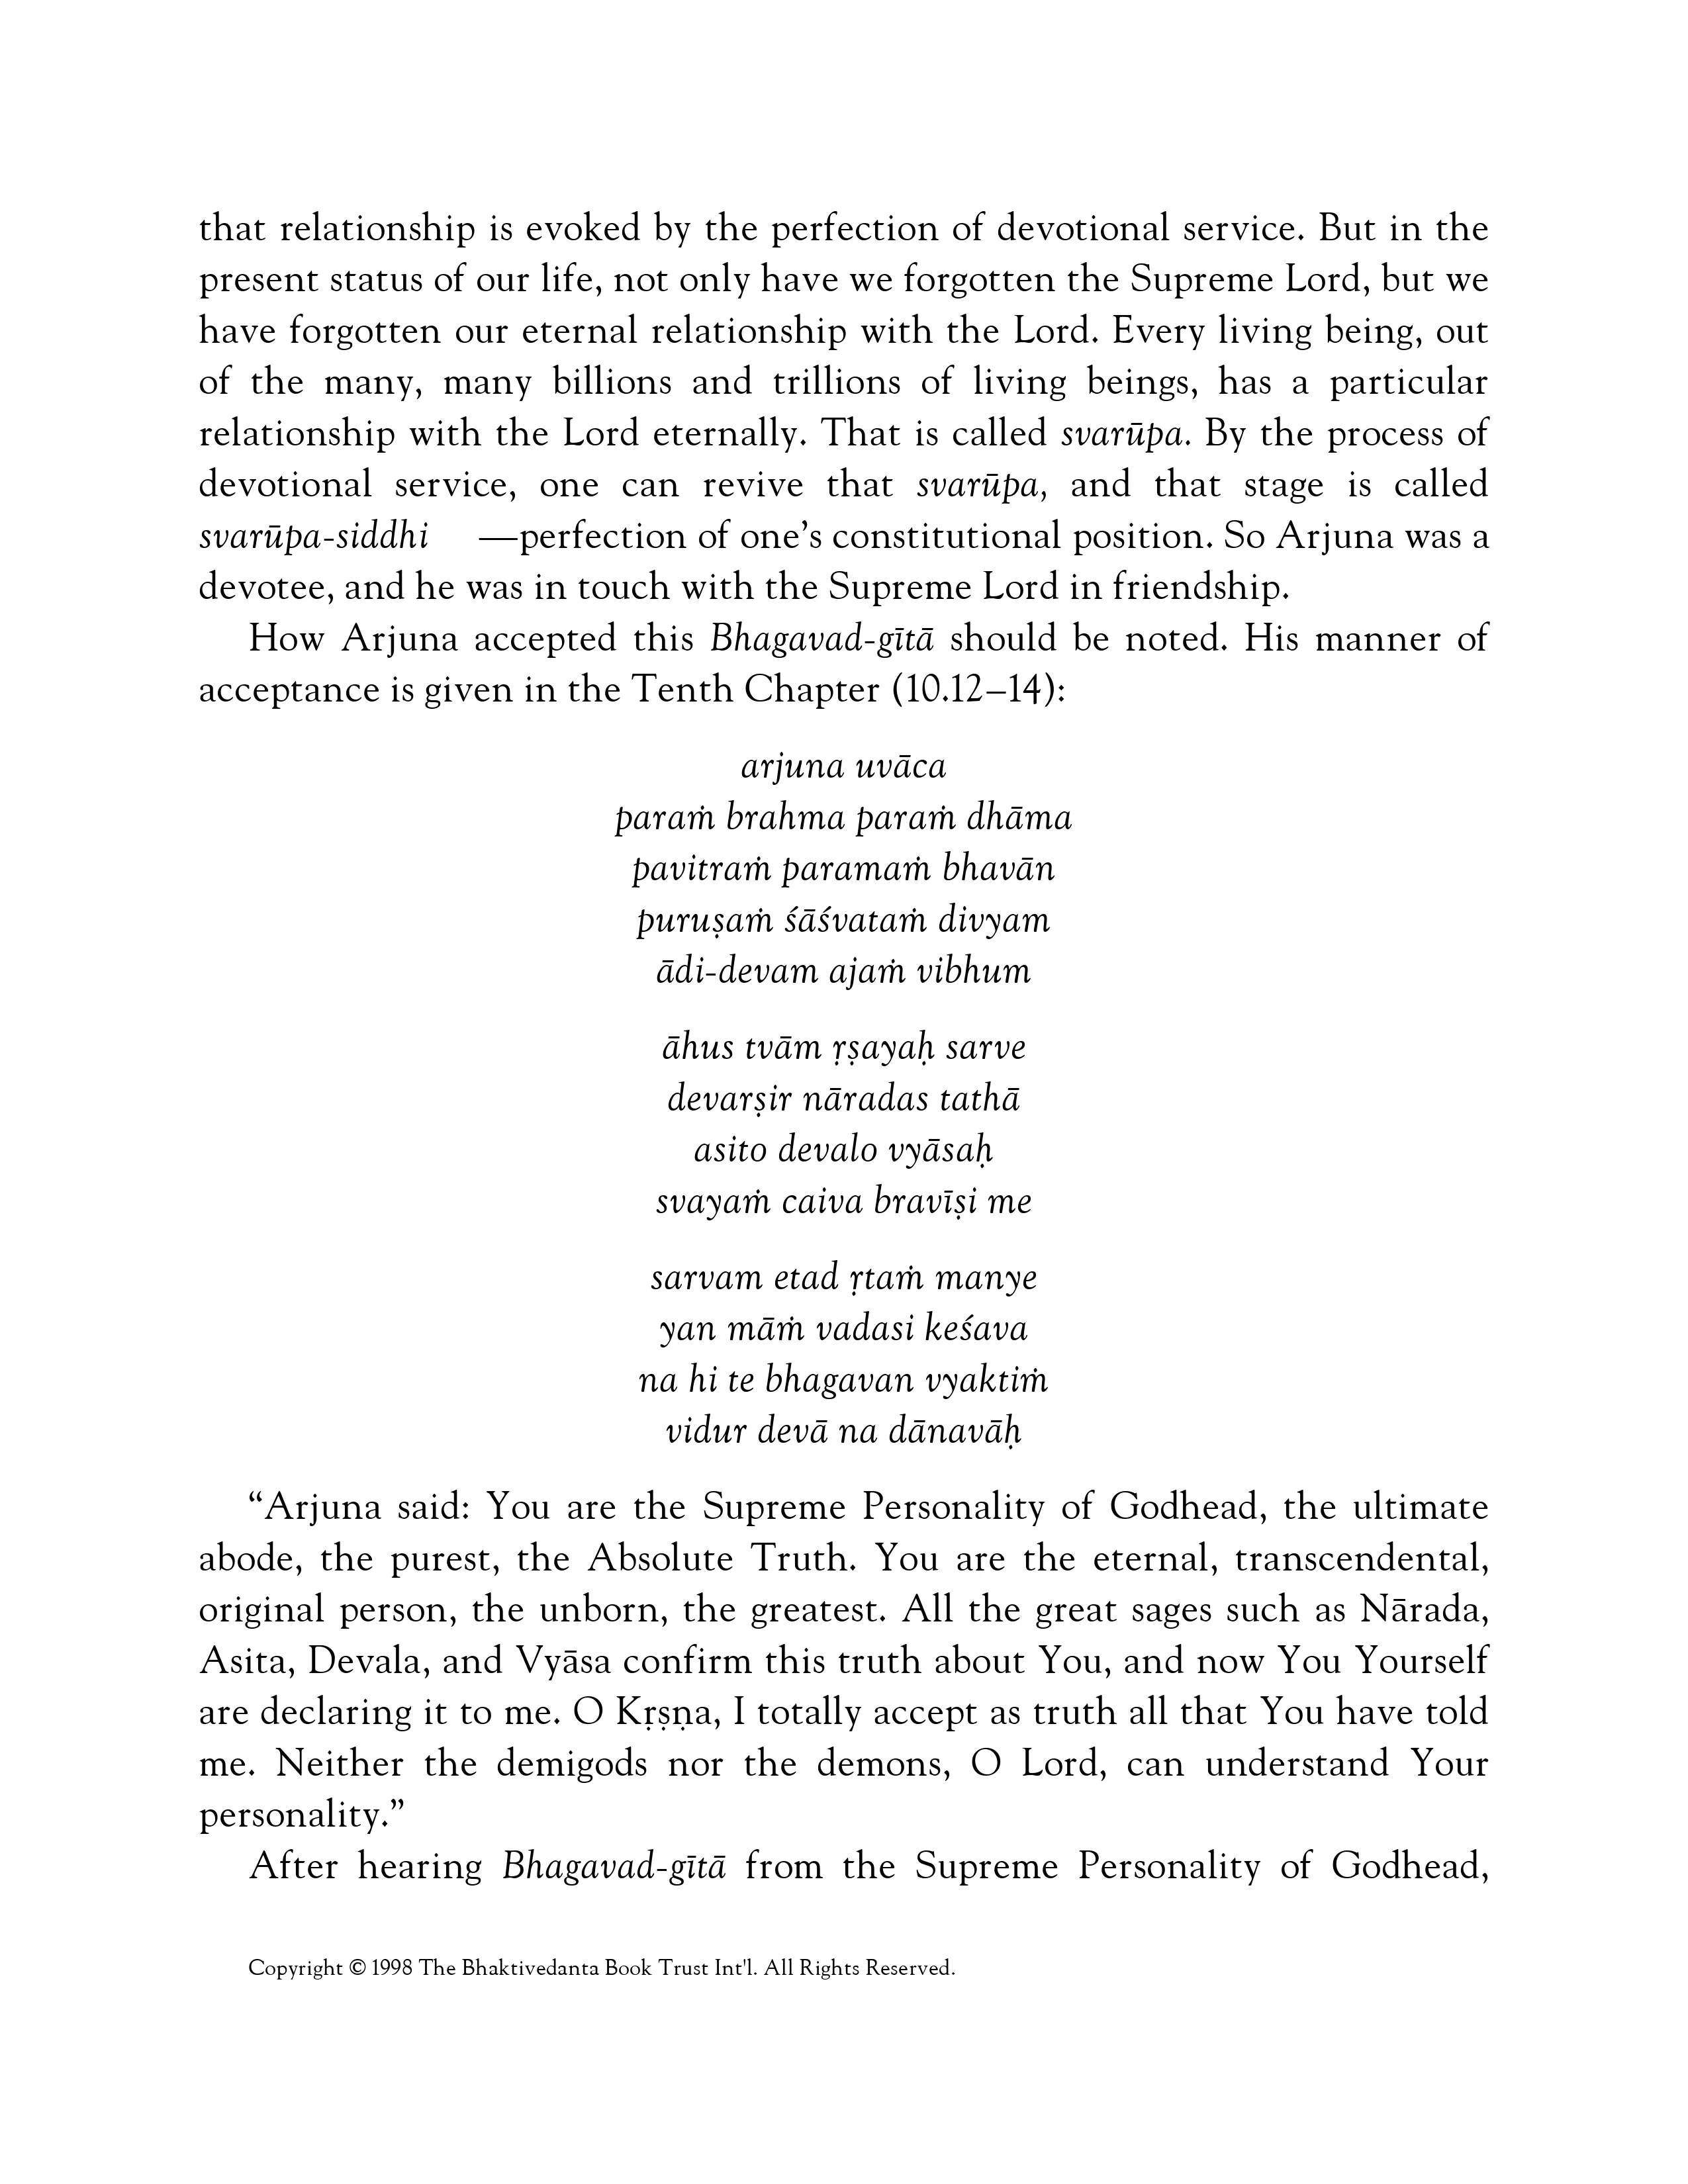 that relationship is evoked by the perfection of devotional service. But in the
present status of our life, not only have we forgotten the Supreme Lord, but we
have forgotten our eternal relationship with the Lord. Every living being, out
of the many, many billions and trillions of living beings, has a particular
relationship with the Lord eternally. That is called svarūpa. By the process of
devotional service, one can revive that svarūpa, and that stage is called
svarūpa-siddhi —perfection of one’s constitutional position. So Arjuna was a
devotee, and he was in touch with the Supreme Lord in friendship.
How Arjuna accepted this Bhagavad-gītā should be noted. His manner of
acceptance is given in the Tenth Chapter (10.12–14):
arjuna uvāca
paraṁ brahma paraṁ dhāma
pavitraṁ paramaṁ bhavān
puruṣaṁ śāśvataṁ divyam
ādi-devam ajaṁ vibhum
āhus tvām ṛṣayaḥ sarve
devarṣir nāradas tathā
asito devalo vyāsaḥ
svayaṁ caiva bravīṣi me
sarvam etad ṛtaṁ manye
yan māṁ vadasi keśava
na hi te bhagavan vyaktiṁ
vidur devā na dānavāḥ
“Arjuna said: You are the Supreme Personality of Godhead, the ultimate
abode, the purest, the Absolute Truth. You are the eternal, transcendental,
original person, the unborn, the greatest. All the great sages such as Nārada,
Asita, Devala, and Vyāsa confirm this truth about You, and now You Yourself
are declaring it to me. O Kṛṣṇa, I totally accept as truth all that You have told
me. Neither the demigods nor the demons, O Lord, can understand Your
personality.”
After hearing Bhagavad-gītā from the Supreme Personality of Godhead,
Copyright © 1998 The Bhaktivedanta Book Trust Int'l. All Rights Reserved.